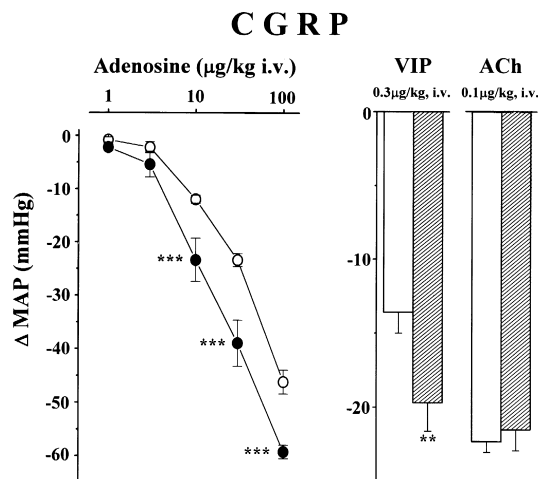 C G R P
Adenosine (μg/kg i.v.)
1 10 100
VIP
0.3μg/kg, i.v.
ACh
0.1μg/kg, i.v.
Δ MAP (mmHg)
0
-10
-20
-30
-40
-50
-60
***
***
***
0
-10
-20
**